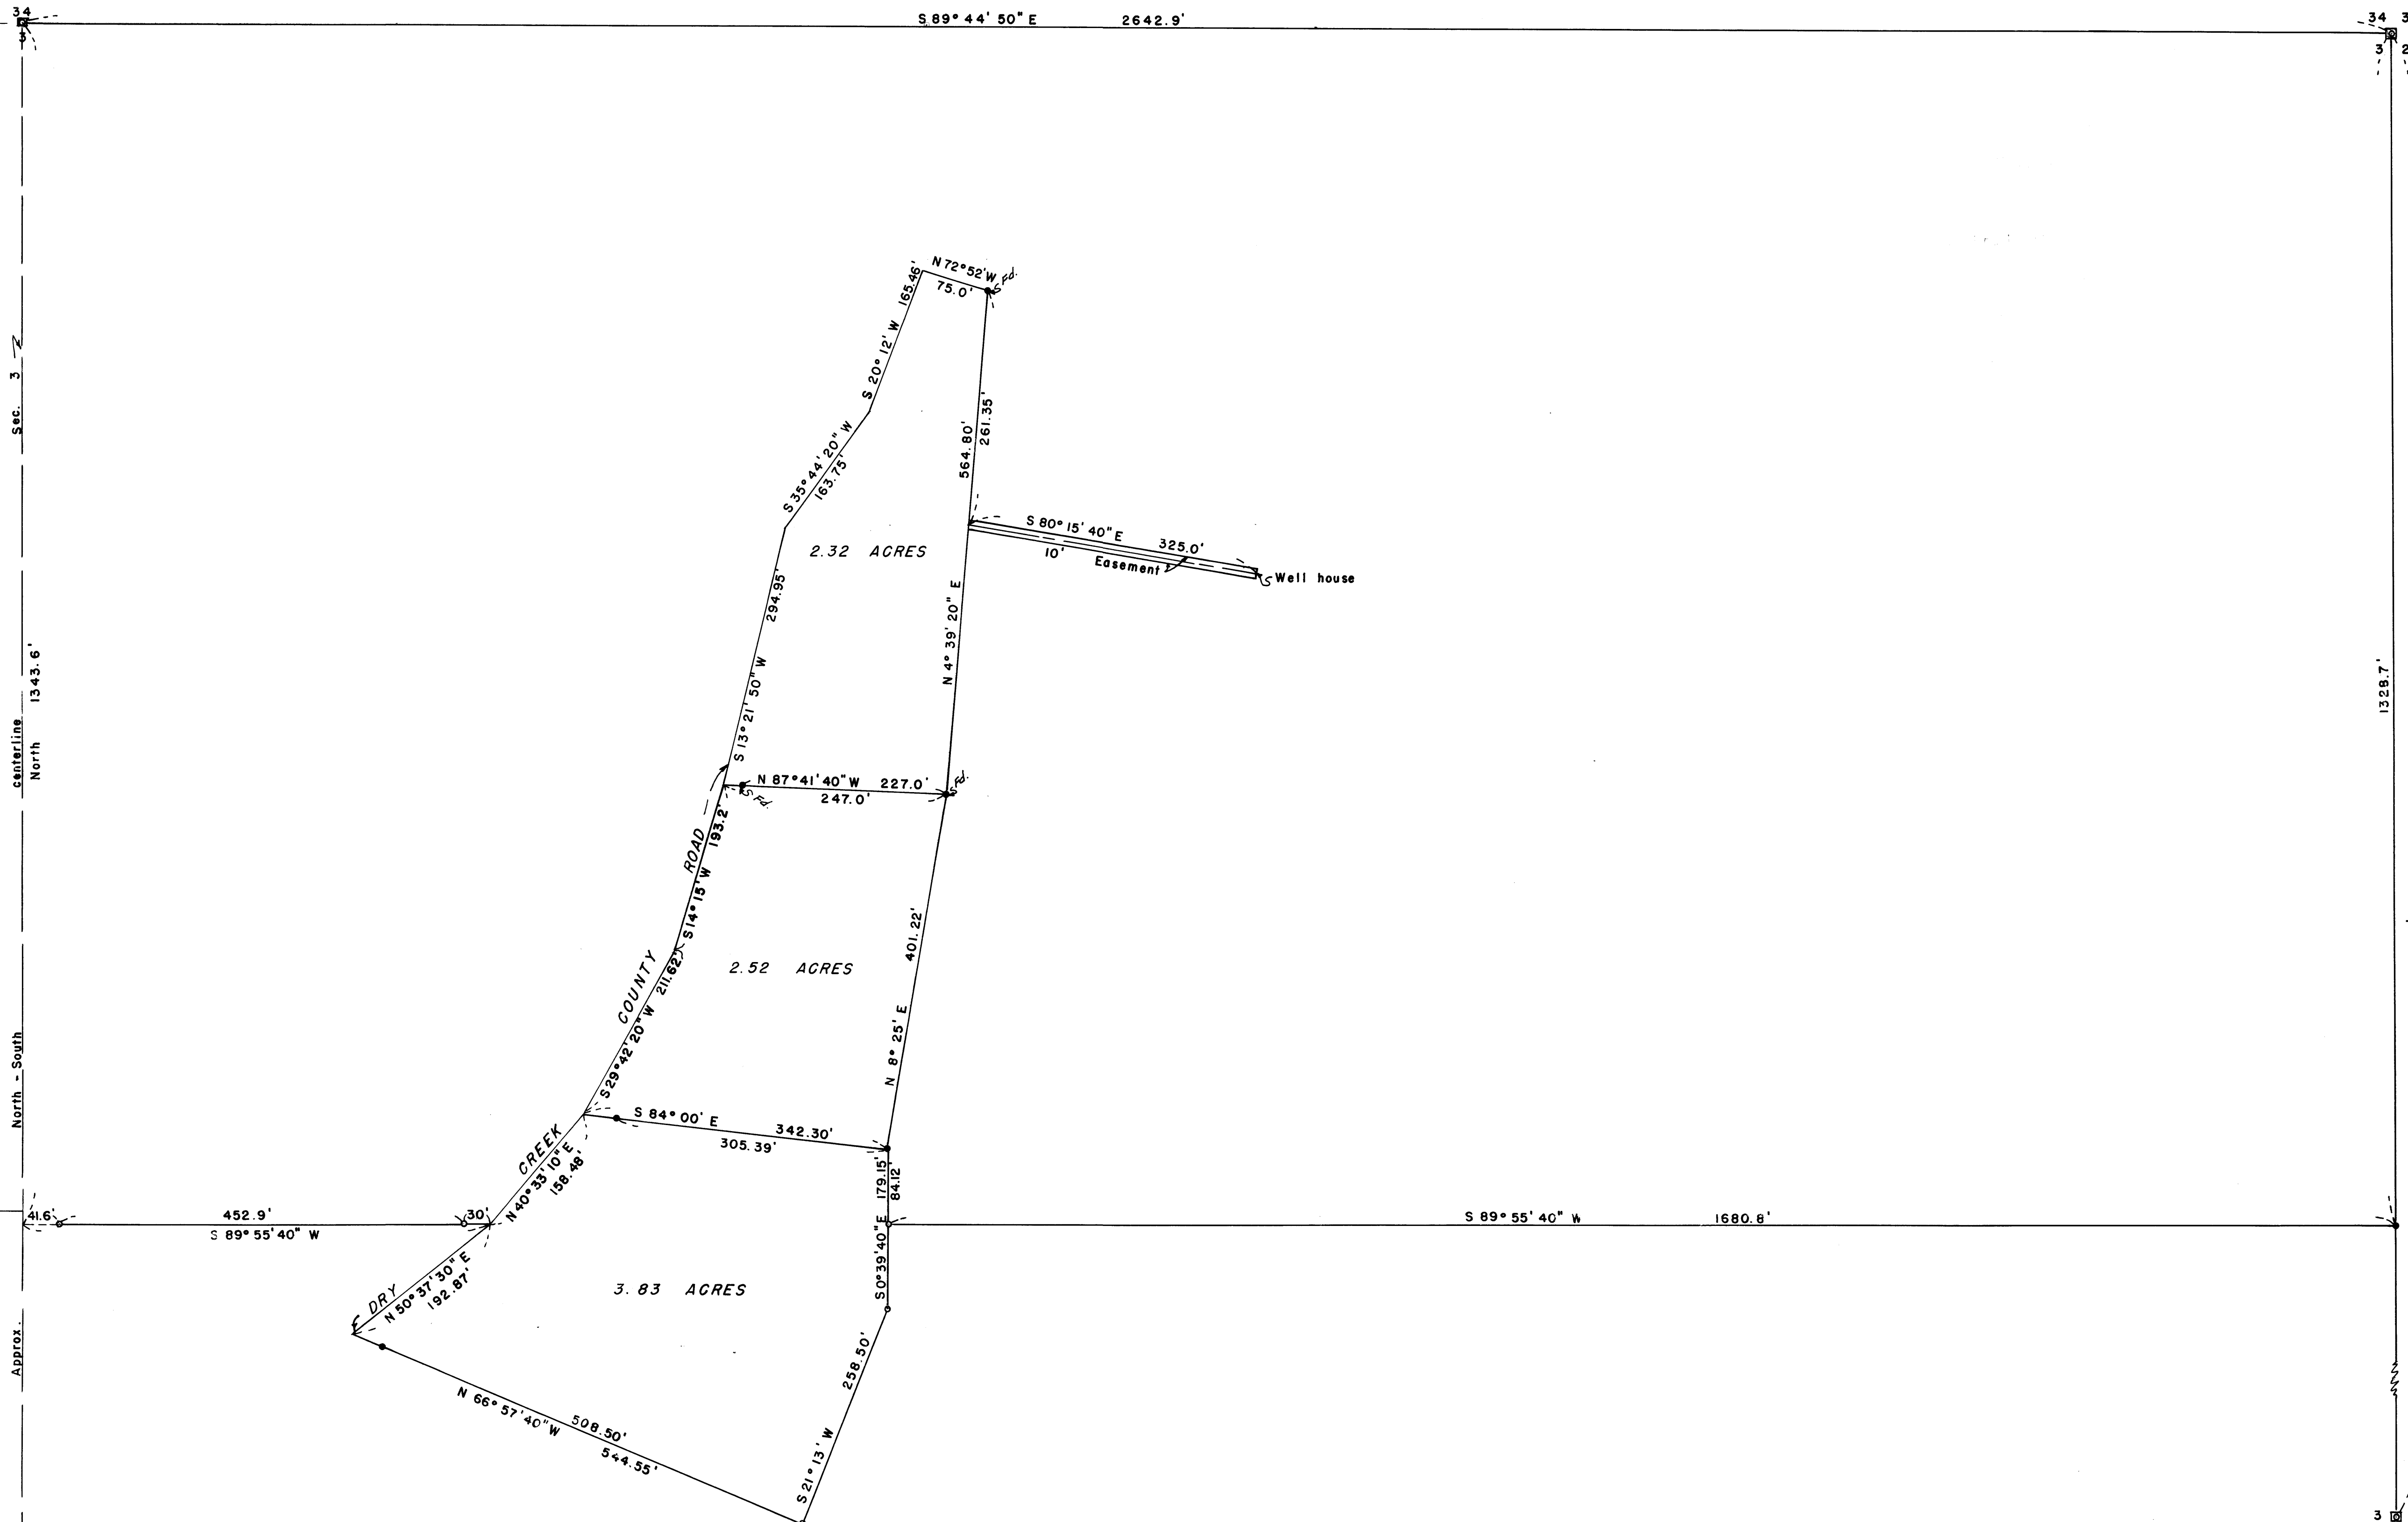 34
3
S 89° 44' 50" E 2642.9'
34 3
3 2
N 72° 52' W
75.0'
Fd.
S 20° 12' W 165.46'
S 35° 44' 20" W
163.75'
564.80'
261.35'
N 4° 39' 20" E
S 80° 15' 40" E 325.0'
10'
Easement
Well house
2.32 ACRES
S 13° 21' 50" W 294.95'
N 87° 41' 40" W 227.0'
247.0'
Fd.
Fd.
Approx. North - South centerline Sec. 3
North 1343.6'
1328.7'
DRY CREEK COUNTY ROAD
S 14° 15' W 193.2'
S 29° 42' 20" W 211.62'
2.52 ACRES
N 8° 25' E 401.22'
S 84° 00' E 342.30'
305.39'
N 40° 33' 10" E
158.48'
179.15'
84.12'
S 0° 39' 40" E
41.6'
452.9'
30'
S 89° 55' 40" W
S 89° 55' 40" W 1680.8'
N 50° 37' 30" E
192.87'
3.83 ACRES
N 66° 57' 40" W 508.50'
544.55'
S 21° 13' W 258.50'
3